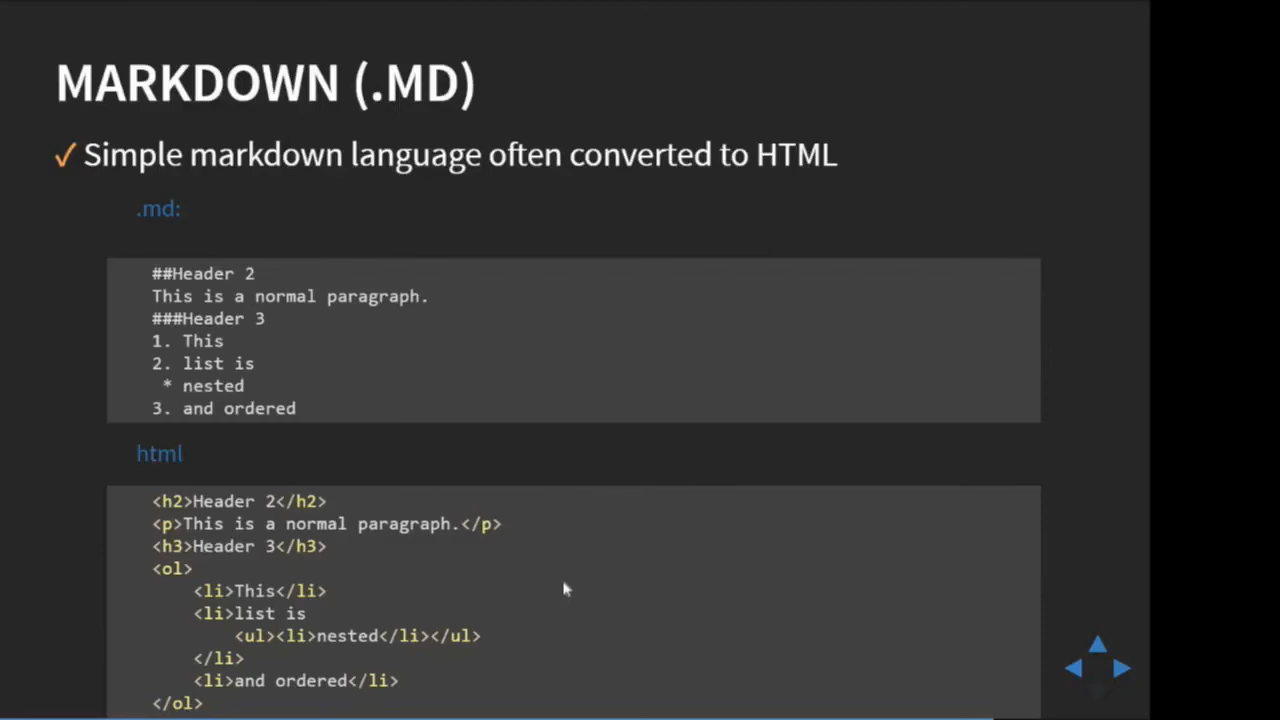 MARKDOWN (.MD)
✓ Simple markdown language often converted to HTML
.md:
##Header 2
This is a normal paragraph.
###Header 3
1. This
2. list is
 * nested
3. and ordered
html
<h2>Header 2</h2>
<p>This is a normal paragraph.</p>
<h3>Header 3</h3>
<ol>
    <li>This</li>
    <li>list is
        <ul><li>nested</li></ul>
    </li>
    <li>and ordered</li>
</ol>